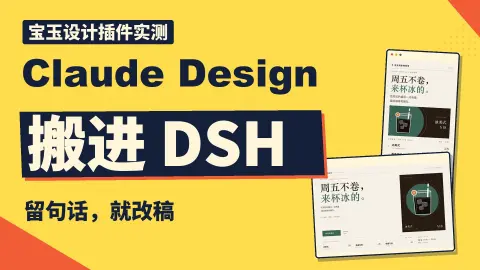 宝玉设计插件实测
Claude Design
搬进 DSH
留句话，就改稿
周五不卷，
来杯冰的。
周五不卷，
来杯冰的。